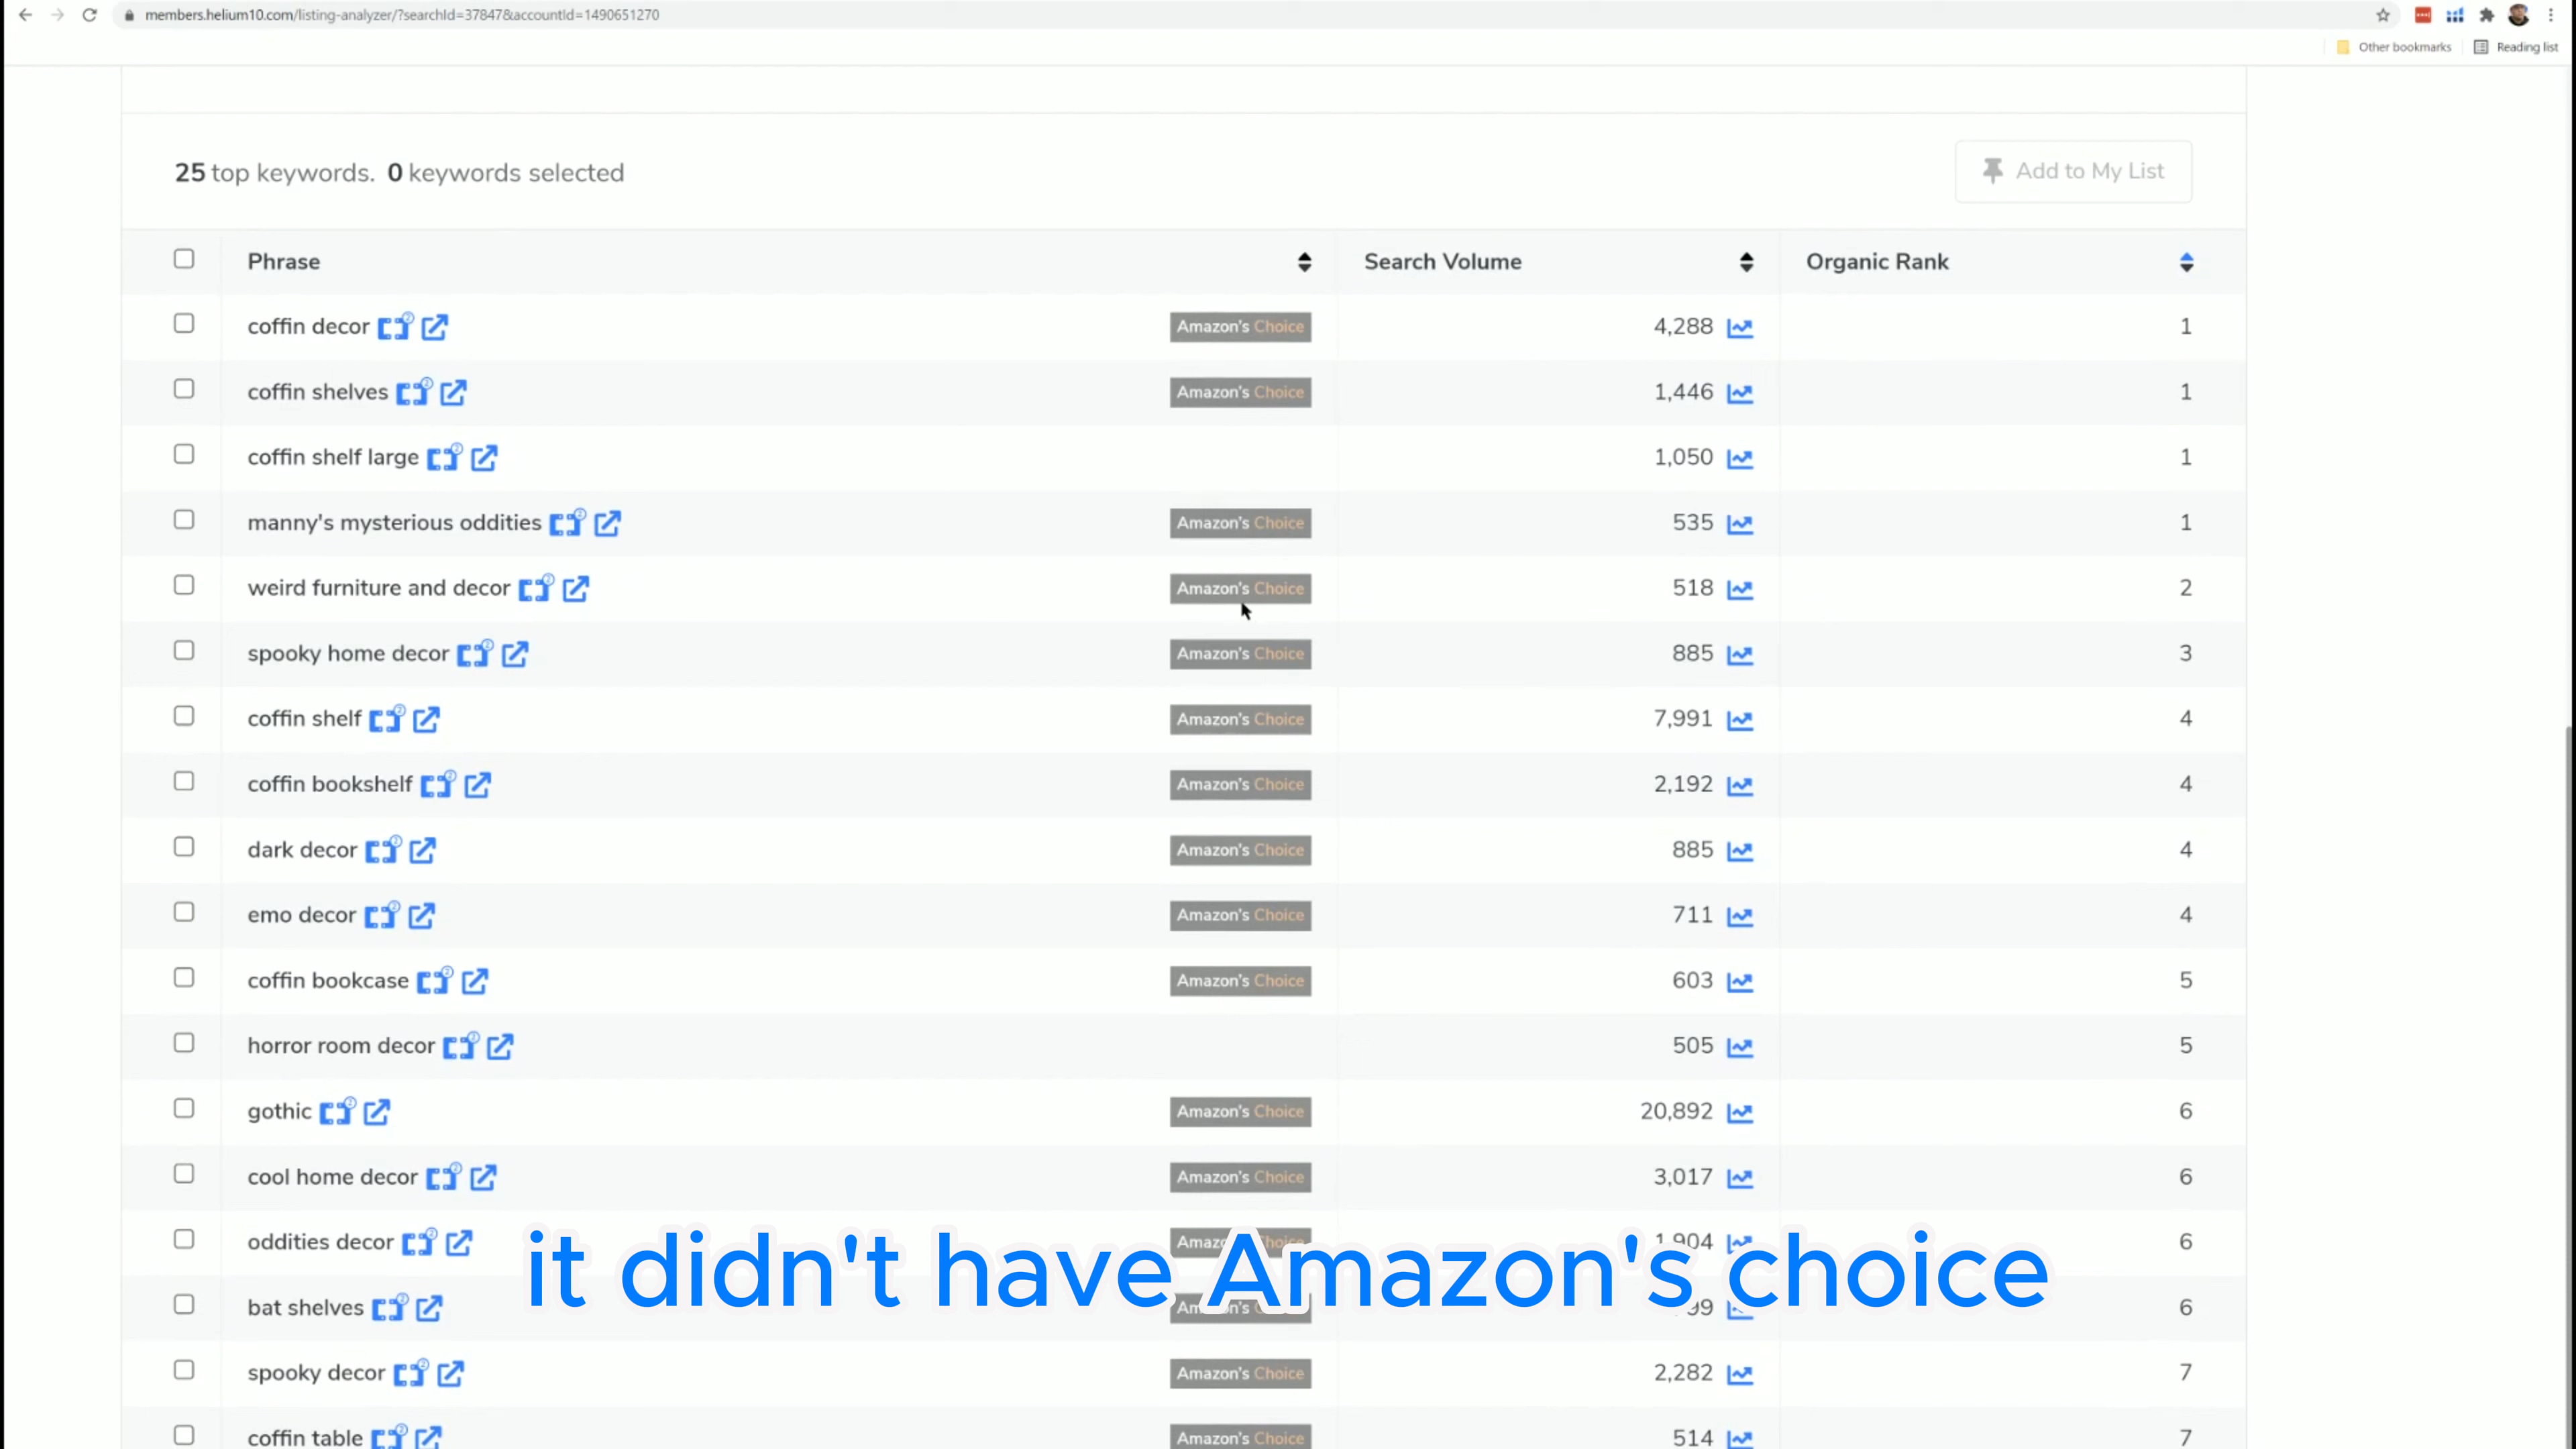 members.helium10.com/listing-analyzer/?searchId=37847&accountId=1490651270
Other bookmarks Reading list
25 top keywords. 0 keywords selected
Add to My List
Phrase Search Volume Organic Rank
coffin decor Amazon's Choice 4,288 1
coffin shelves Amazon's Choice 1,446 1
coffin shelf large 1,050 1
manny's mysterious oddities Amazon's Choice 535 1
weird furniture and decor Amazon's Choice 518 2
spooky home decor Amazon's Choice 885 3
coffin shelf Amazon's Choice 7,991 4
coffin bookshelf Amazon's Choice 2,192 4
dark decor Amazon's Choice 885 4
emo decor Amazon's Choice 711 4
coffin bookcase Amazon's Choice 603 5
horror room decor 505 5
gothic Amazon's Choice 20,892 6
cool home decor Amazon's Choice 3,017 6
oddities decor 1,904 6
it didn't have Amazon's choice
bat shelves 6
spooky decor Amazon's Choice 2,282 7
coffin table Amazon's Choice 514 7